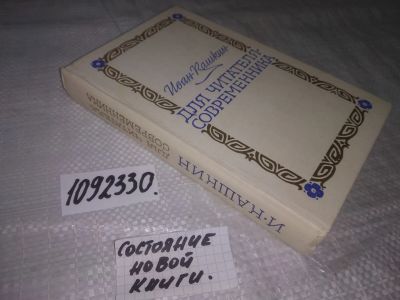 Иван Кашкин
ДЛЯ ЧИТАТЕЛЯ-
СОВРЕМЕННИКА
И·КАШКИН
ДЛЯ ЧИТАТЕЛЯ-
СОВРЕМЕННИКА
1092330.
СОСТОЯНИЕ
НОВОЙ
КНИГИ.